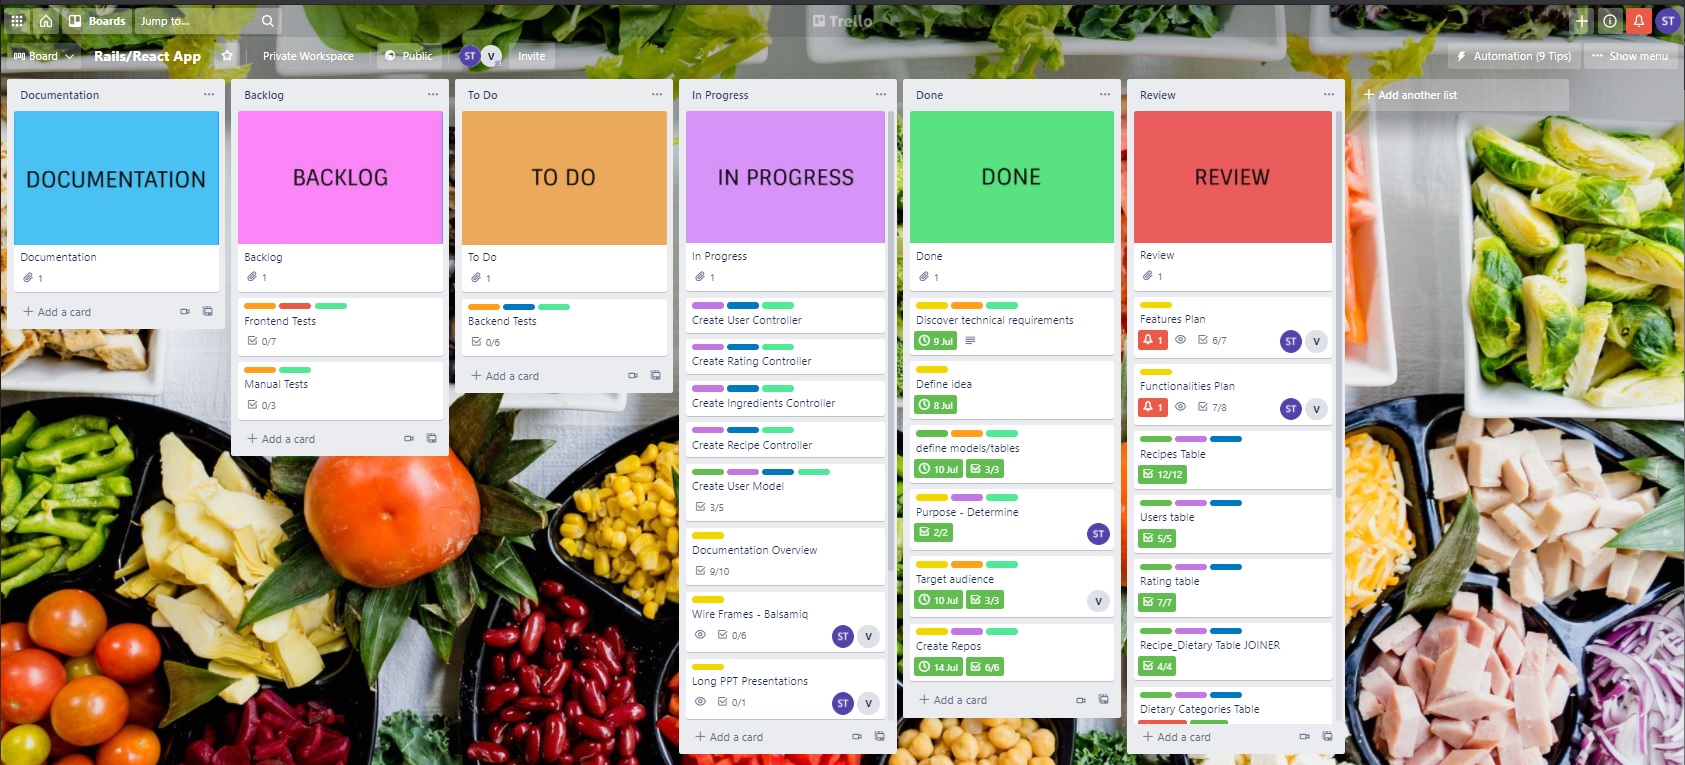 Boards
Jump to...
Trello
ST
Board
Rails/React App
Private Workspace
Public
ST
V
Invite
Automation (9 Tips)
Show menu
Documentation
DOCUMENTATION
Documentation
1
Add a card
Backlog
BACKLOG
Backlog
1
Frontend Tests
0/7
Manual Tests
0/3
Add a card
To Do
TO DO
To Do
1
Backend Tests
0/6
Add a card
In Progress
IN PROGRESS
In Progress
1
Create User Controller
Create Rating Controller
Create Ingredients Controller
Create Recipe Controller
Create User Model
3/5
Documentation Overview
9/10
Wire Frames - Balsamiq
0/6
ST
V
Long PPT Presentations
0/1
ST
V
Add a card
Done
DONE
Done
1
Discover technical requirements
9 Jul
Define idea
8 Jul
define models/tables
10 Jul
3/3
Purpose - Determine
2/2
ST
Target audience
10 Jul
3/3
V
Create Repos
14 Jul
6/6
Add a card
Review
REVIEW
Review
1
Features Plan
1
6/7
ST
V
Functionalities Plan
1
7/8
ST
V
Recipes Table
12/12
Users table
5/5
Rating table
7/7
Recipe_Dietary Table JOINER
4/4
Dietary Categories Table
Add a card
Add another list